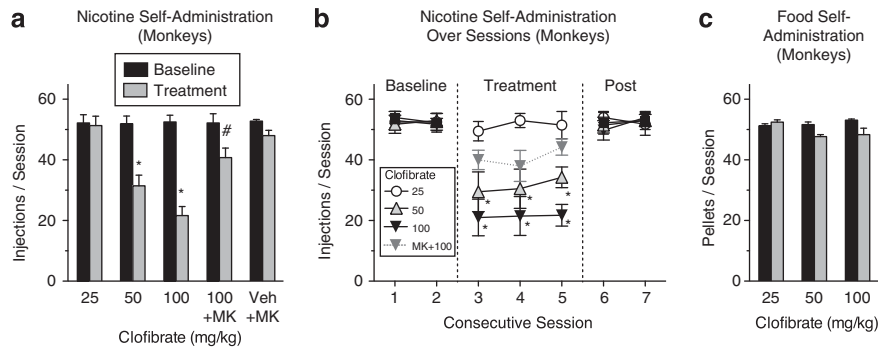 a
Nicotine Self-Administration
(Monkeys)
Baseline
Treatment
Injections / Session
60
40
20
0
*
*
#
25
50
100
100
+MK
Veh
+MK
Clofibrate (mg/kg)
b
Nicotine Self-Administration
Over Sessions (Monkeys)
Baseline
Treatment
Post
Injections / Session
60
40
20
0
Clofibrate
25
50
100
MK+100
*
*
*
*
*
*
1 2 3 4 5 6 7
Consecutive Session
c
Food Self-
Administration
(Monkeys)
Pellets / Session
60
40
20
0
25 50 100
Clofibrate (mg/kg)